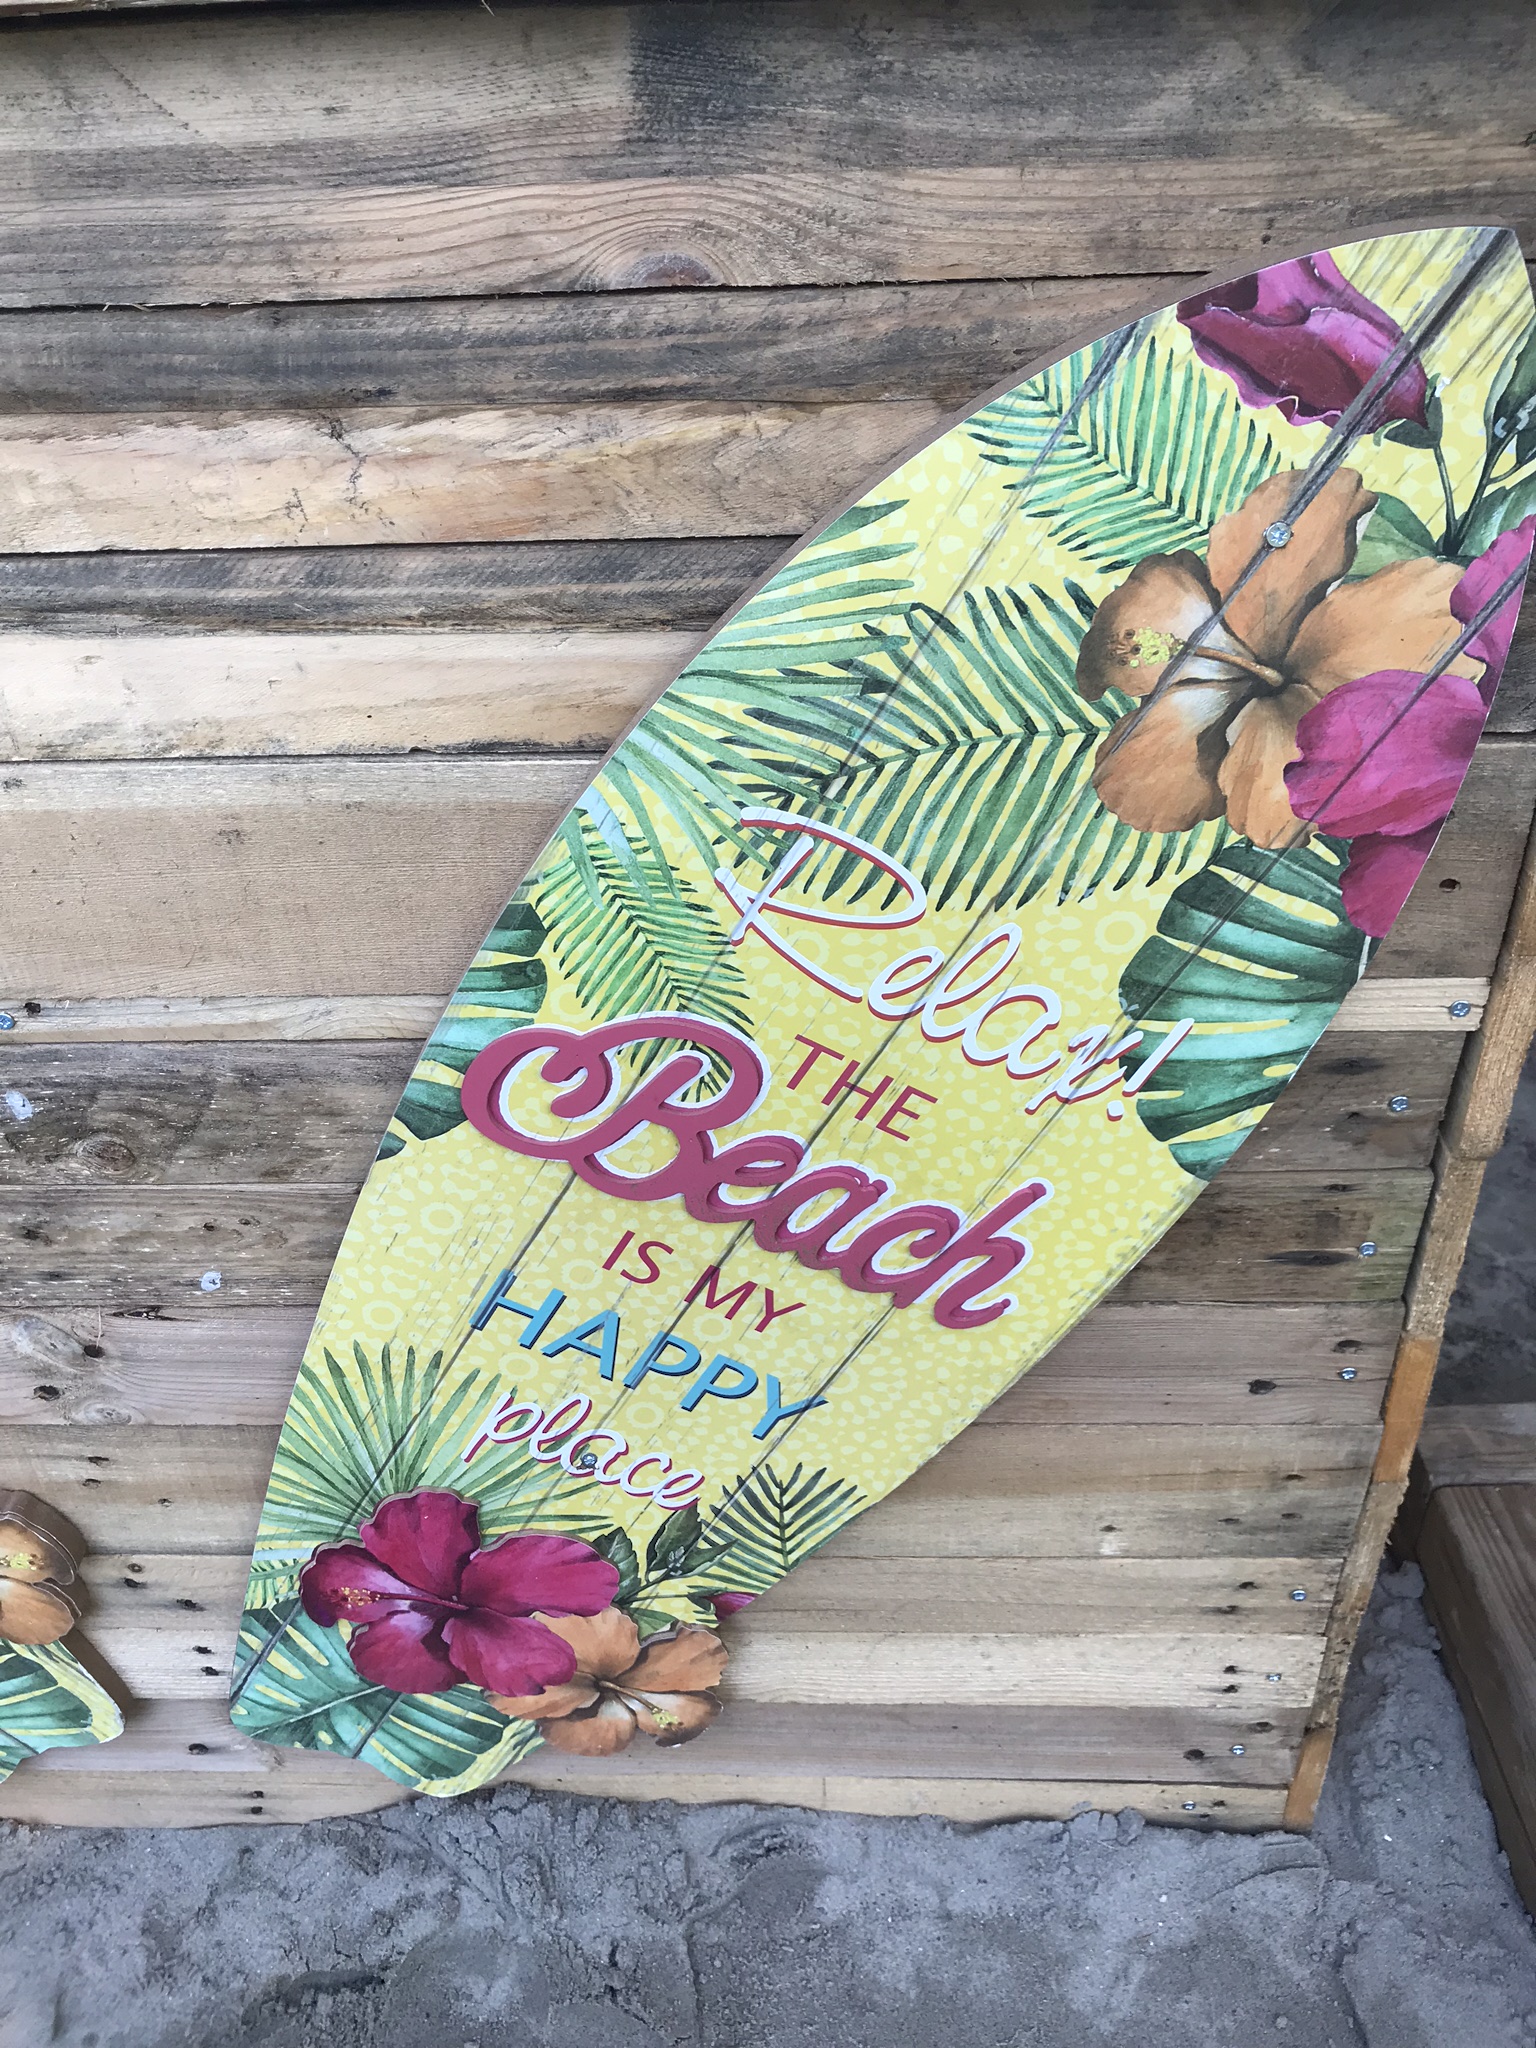 Relax!
THE
Beach
IS MY
HAPPY
place